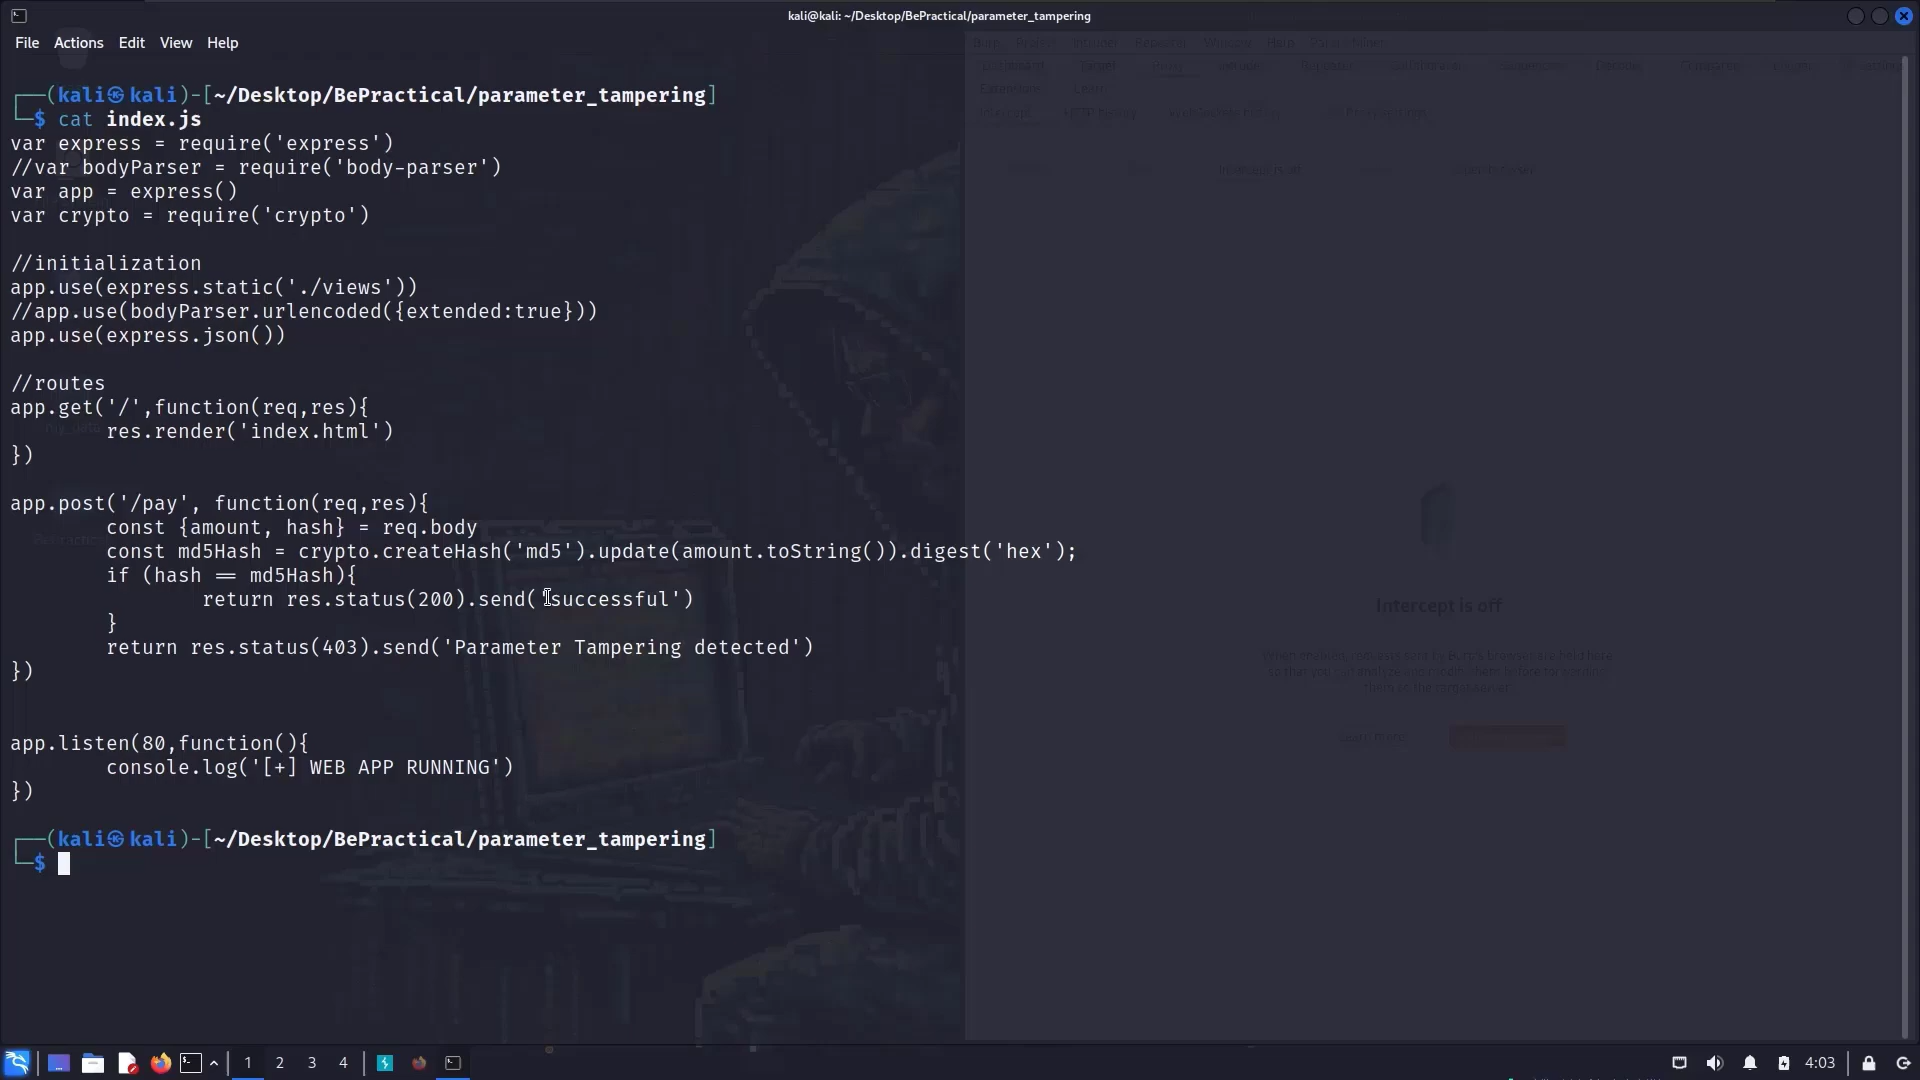 kali@kali: ~/Desktop/BePractical/parameter_tampering
File Actions Edit View Help
┌──(kali㉿kali)-[~/Desktop/BePractical/parameter_tampering]
└─$ cat index.js
var express = require('express')
//var bodyParser = require('body-parser')
var app = express()
var crypto = require('crypto')
//initialization
app.use(express.static('./views'))
//app.use(bodyParser.urlencoded({extended:true}))
app.use(express.json())
//routes
app.get('/',function(req,res){
res.render('index.html')
})
app.post('/pay', function(req,res){
const {amount, hash} = req.body
const md5Hash = crypto.createHash('md5').update(amount.toString()).digest('hex');
if (hash == md5Hash){
return res.status(200).send('successful')
}
return res.status(403).send('Parameter Tampering detected')
})
app.listen(80,function(){
console.log('[+] WEB APP RUNNING')
})
┌──(kali㉿kali)-[~/Desktop/BePractical/parameter_tampering]
└─$
Intercept is off
Learn more
1 2 3 4
4:03